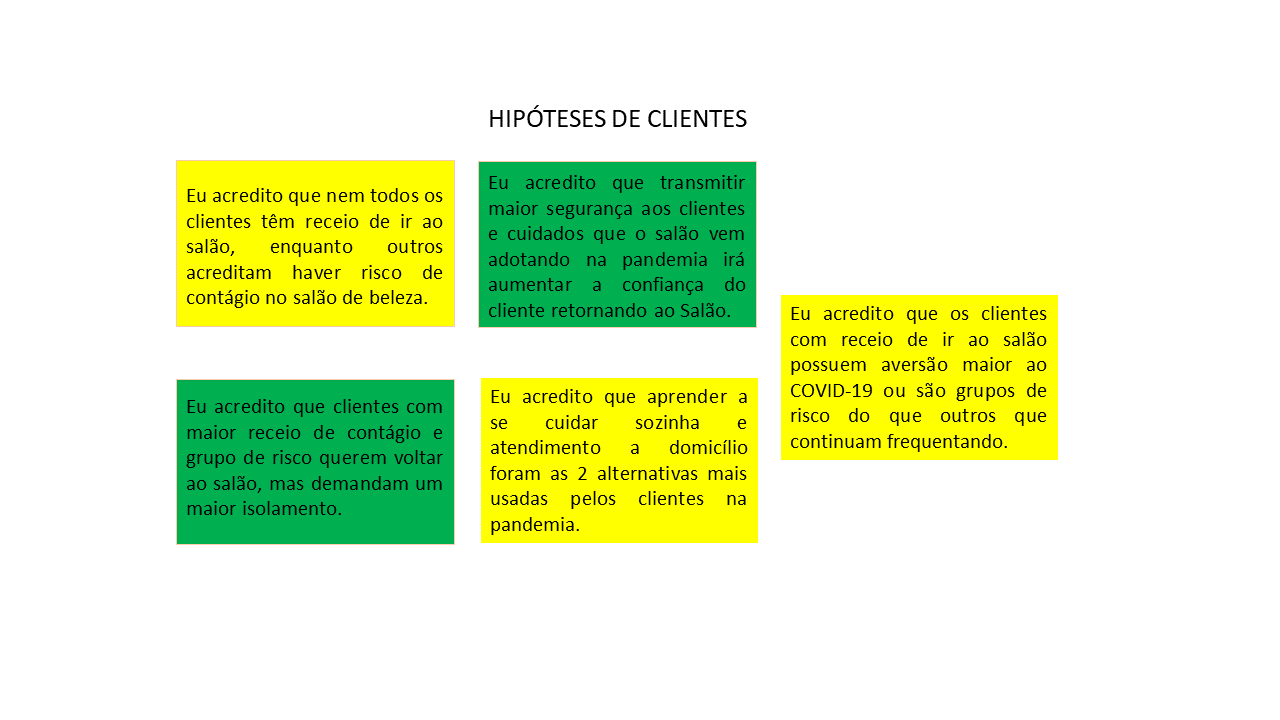 HIPÓTESES DE CLIENTES
Eu acredito que nem todos os
clientes têm receio de ir ao
salão, enquanto outros
acreditam haver risco de
contágio no salão de beleza.
Eu acredito que transmitir
maior segurança aos clientes
e cuidados que o salão vem
adotando na pandemia irá
aumentar a confiança do
cliente retornando ao Salão.
Eu acredito que os clientes
com receio de ir ao salão
possuem aversão maior ao
COVID-19 ou são grupos de
risco do que outros que
continuam frequentando.
Eu acredito que clientes com
maior receio de contágio e
grupo de risco querem voltar
ao salão, mas demandam um
maior isolamento.
Eu acredito que aprender a
se cuidar sozinha e
atendimento a domicílio
foram as 2 alternativas mais
usadas pelos clientes na
pandemia.